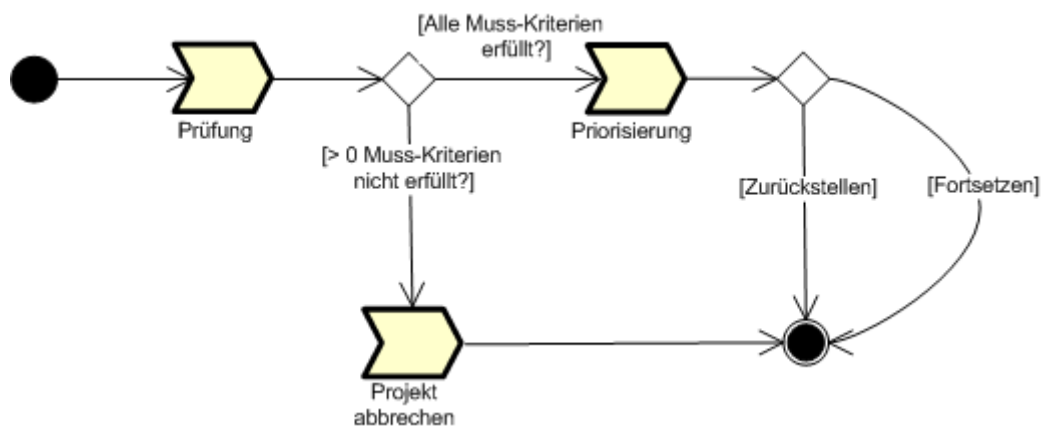 [Alle Muss-Kriterien
erfüllt?]
Prüfung
Priorisierung
[> 0 Muss-Kriterien
nicht erfüllt?]
[Zurückstellen]
[Fortsetzen]
Projekt
abbrechen